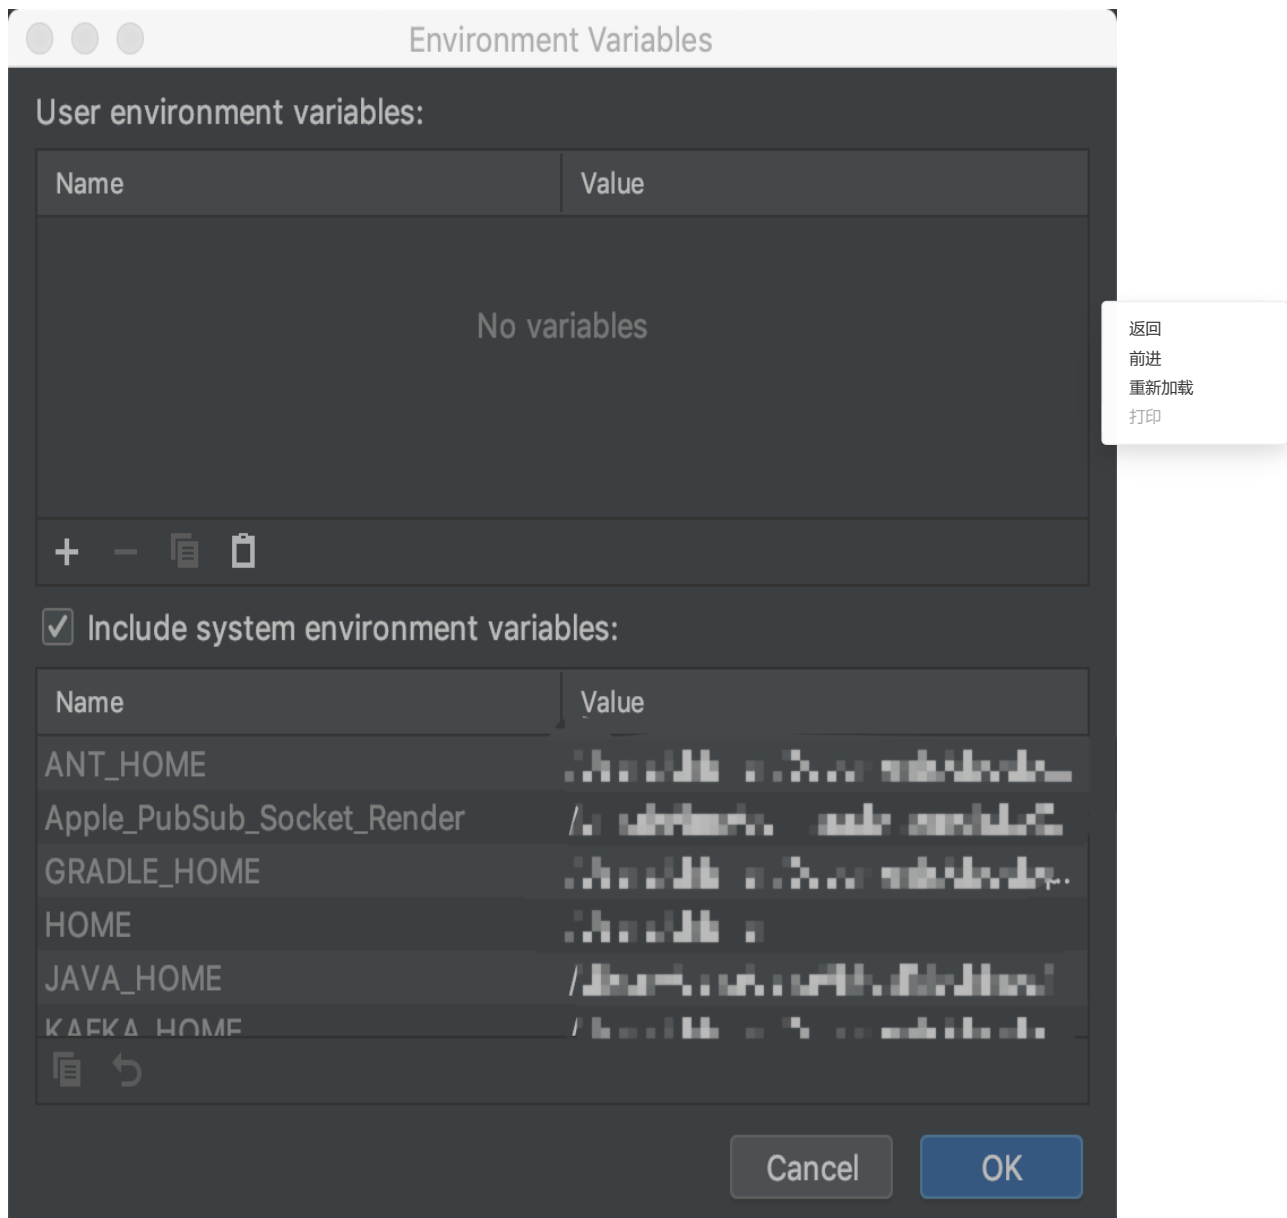 Environment Variables
User environment variables:
Name Value
No variables
Include system environment variables:
Name Value
ANT_HOME
Apple_PubSub_Socket_Render
GRADLE_HOME
HOME
JAVA_HOME
KAFKA_HOME
Cancel OK
返回
前进
重新加载
打印